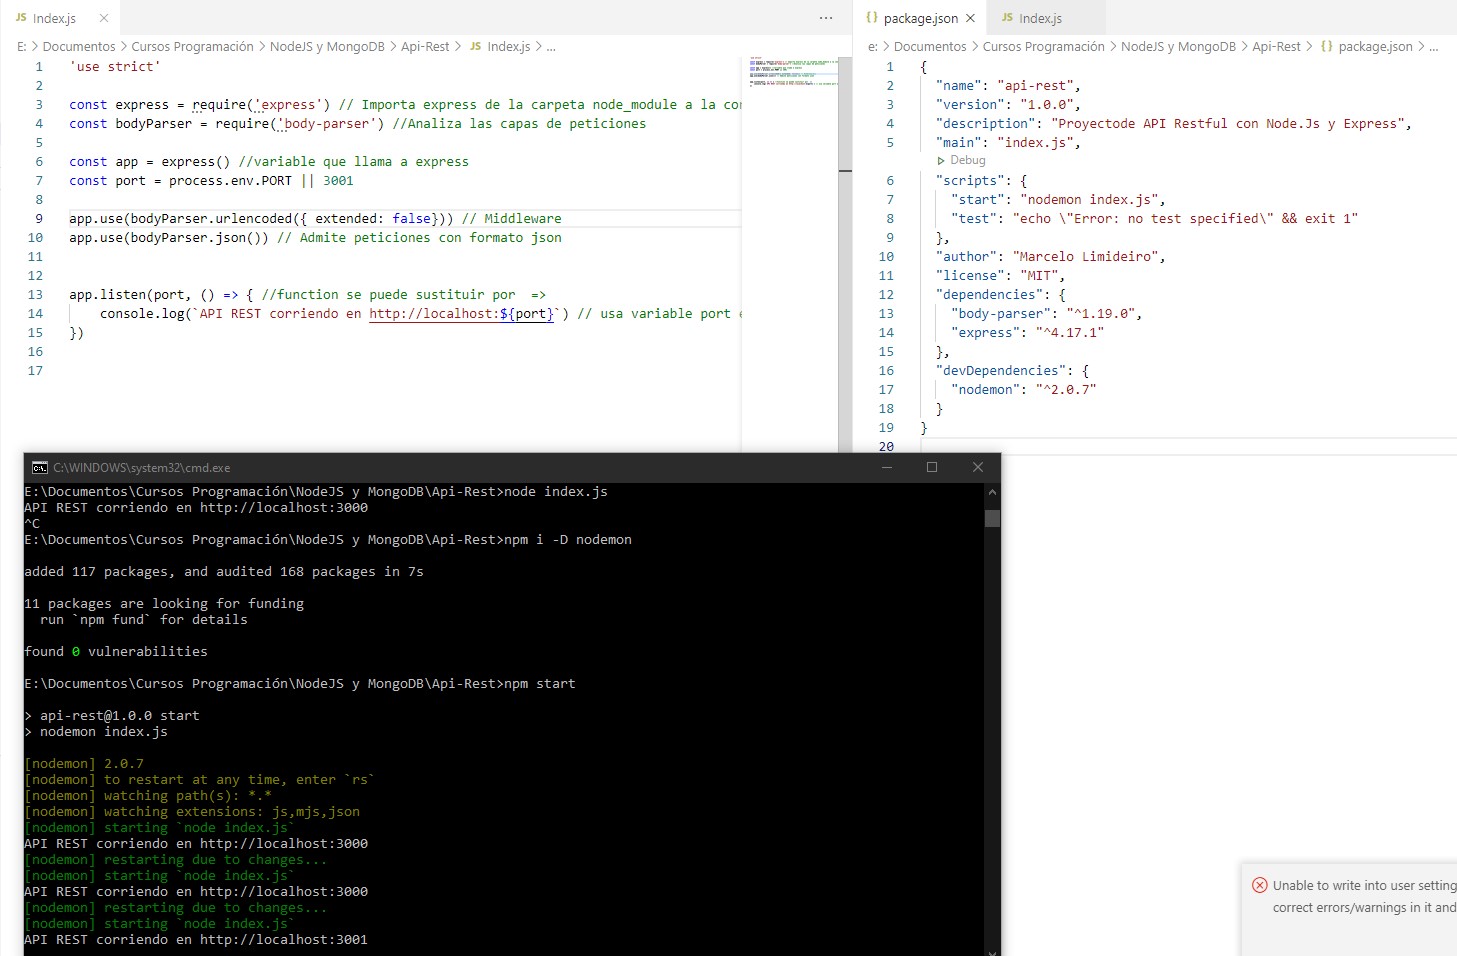 JS Index.js ×
E: > Documentos > Cursos Programación > NodeJS y MongoDB > Api-Rest > JS Index.js > ...
1 'use strict'
2
3 const express = require('express') // Importa express de la carpeta node_module a la co
4 const bodyParser = require('body-parser') //Analiza las capas de peticiones
5
6 const app = express() //variable que llama a express
7 const port = process.env.PORT || 3001
8
9 app.use(bodyParser.urlencoded({ extended: false})) // Middleware
10 app.use(bodyParser.json()) // Admite peticiones con formato json
11
12
13 app.listen(port, () => { //function se puede sustituir por  =>
14     console.log(`API REST corriendo en http://localhost:${port}`) // usa variable port
15 })
16
17
{} package.json × JS Index.js
e: > Documentos > Cursos Programación > NodeJS y MongoDB > Api-Rest > {} package.json > ...
1 {
2   "name": "api-rest",
3   "version": "1.0.0",
4   "description": "Proyectode API Restful con Node.Js y Express",
5   "main": "index.js",
Debug
6   "scripts": {
7     "start": "nodemon index.js",
8     "test": "echo \"Error: no test specified\" && exit 1"
9   },
10   "author": "Marcelo Limideiro",
11   "license": "MIT",
12   "dependencies": {
13     "body-parser": "^1.19.0",
14     "express": "^4.17.1"
15   },
16   "devDependencies": {
17     "nodemon": "^2.0.7"
18   }
19 }
20
C:\WINDOWS\system32\cmd.exe
E:\Documentos\Cursos Programación\NodeJS y MongoDB\Api-Rest>node index.js
API REST corriendo en http://localhost:3000
^C
E:\Documentos\Cursos Programación\NodeJS y MongoDB\Api-Rest>npm i -D nodemon
added 117 packages, and audited 168 packages in 7s
11 packages are looking for funding
  run `npm fund` for details
found 0 vulnerabilities
E:\Documentos\Cursos Programación\NodeJS y MongoDB\Api-Rest>npm start
> api-rest@1.0.0 start
> nodemon index.js
[nodemon] 2.0.7
[nodemon] to restart at any time, enter `rs`
[nodemon] watching path(s): *.*
[nodemon] watching extensions: js,mjs,json
[nodemon] starting `node index.js`
API REST corriendo en http://localhost:3000
[nodemon] restarting due to changes...
[nodemon] starting `node index.js`
API REST corriendo en http://localhost:3000
[nodemon] restarting due to changes...
[nodemon] starting `node index.js`
API REST corriendo en http://localhost:3001
Unable to write into user setting
correct errors/warnings in it and